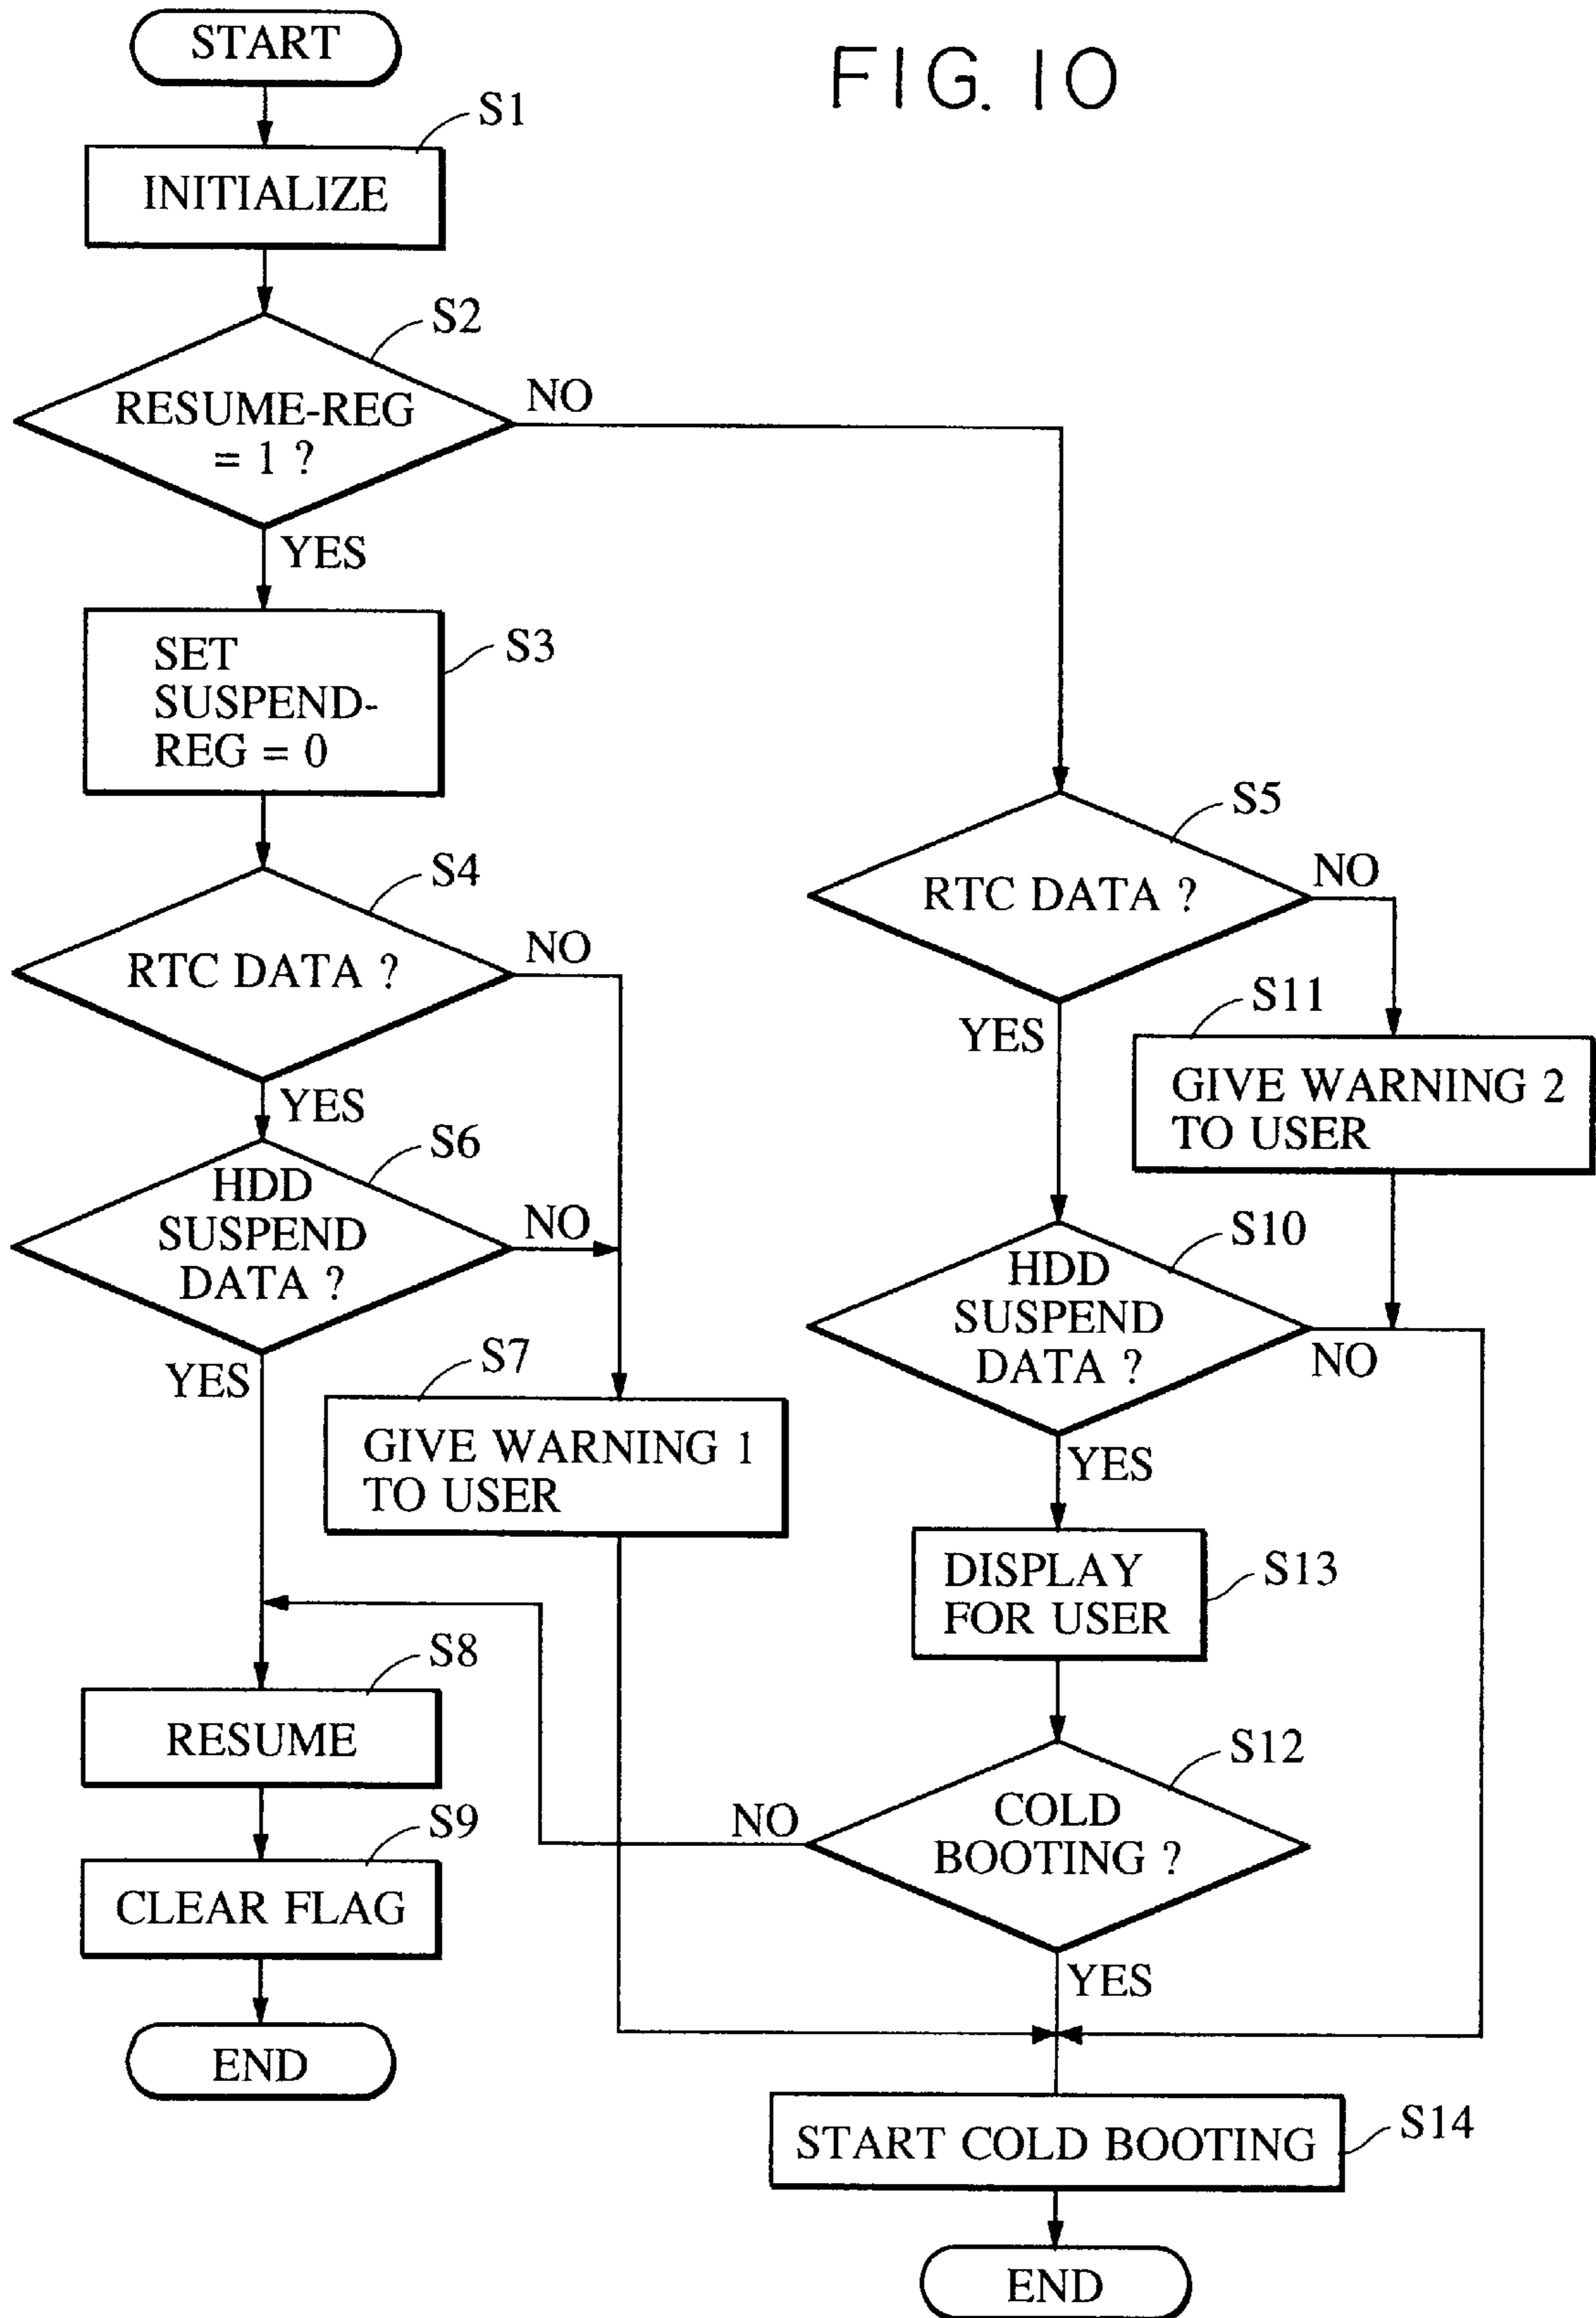 START
FIG. 10
S1
INITIALIZE
S2
RESUME-REG
= 1 ?
NO
YES
SET
SUSPEND-
REG = 0
S3
S4
RTC DATA ?
NO
YES
S5
RTC DATA ?
NO
YES
S11
GIVE WARNING 2
TO USER
S6
HDD
SUSPEND
DATA ?
NO
YES
S10
HDD
SUSPEND
DATA ?
NO
YES
S7
GIVE WARNING 1
TO USER
DISPLAY
FOR USER
S13
S8
RESUME
S12
COLD
BOOTING ?
NO
YES
S9
CLEAR FLAG
END
START COLD BOOTING
S14
END